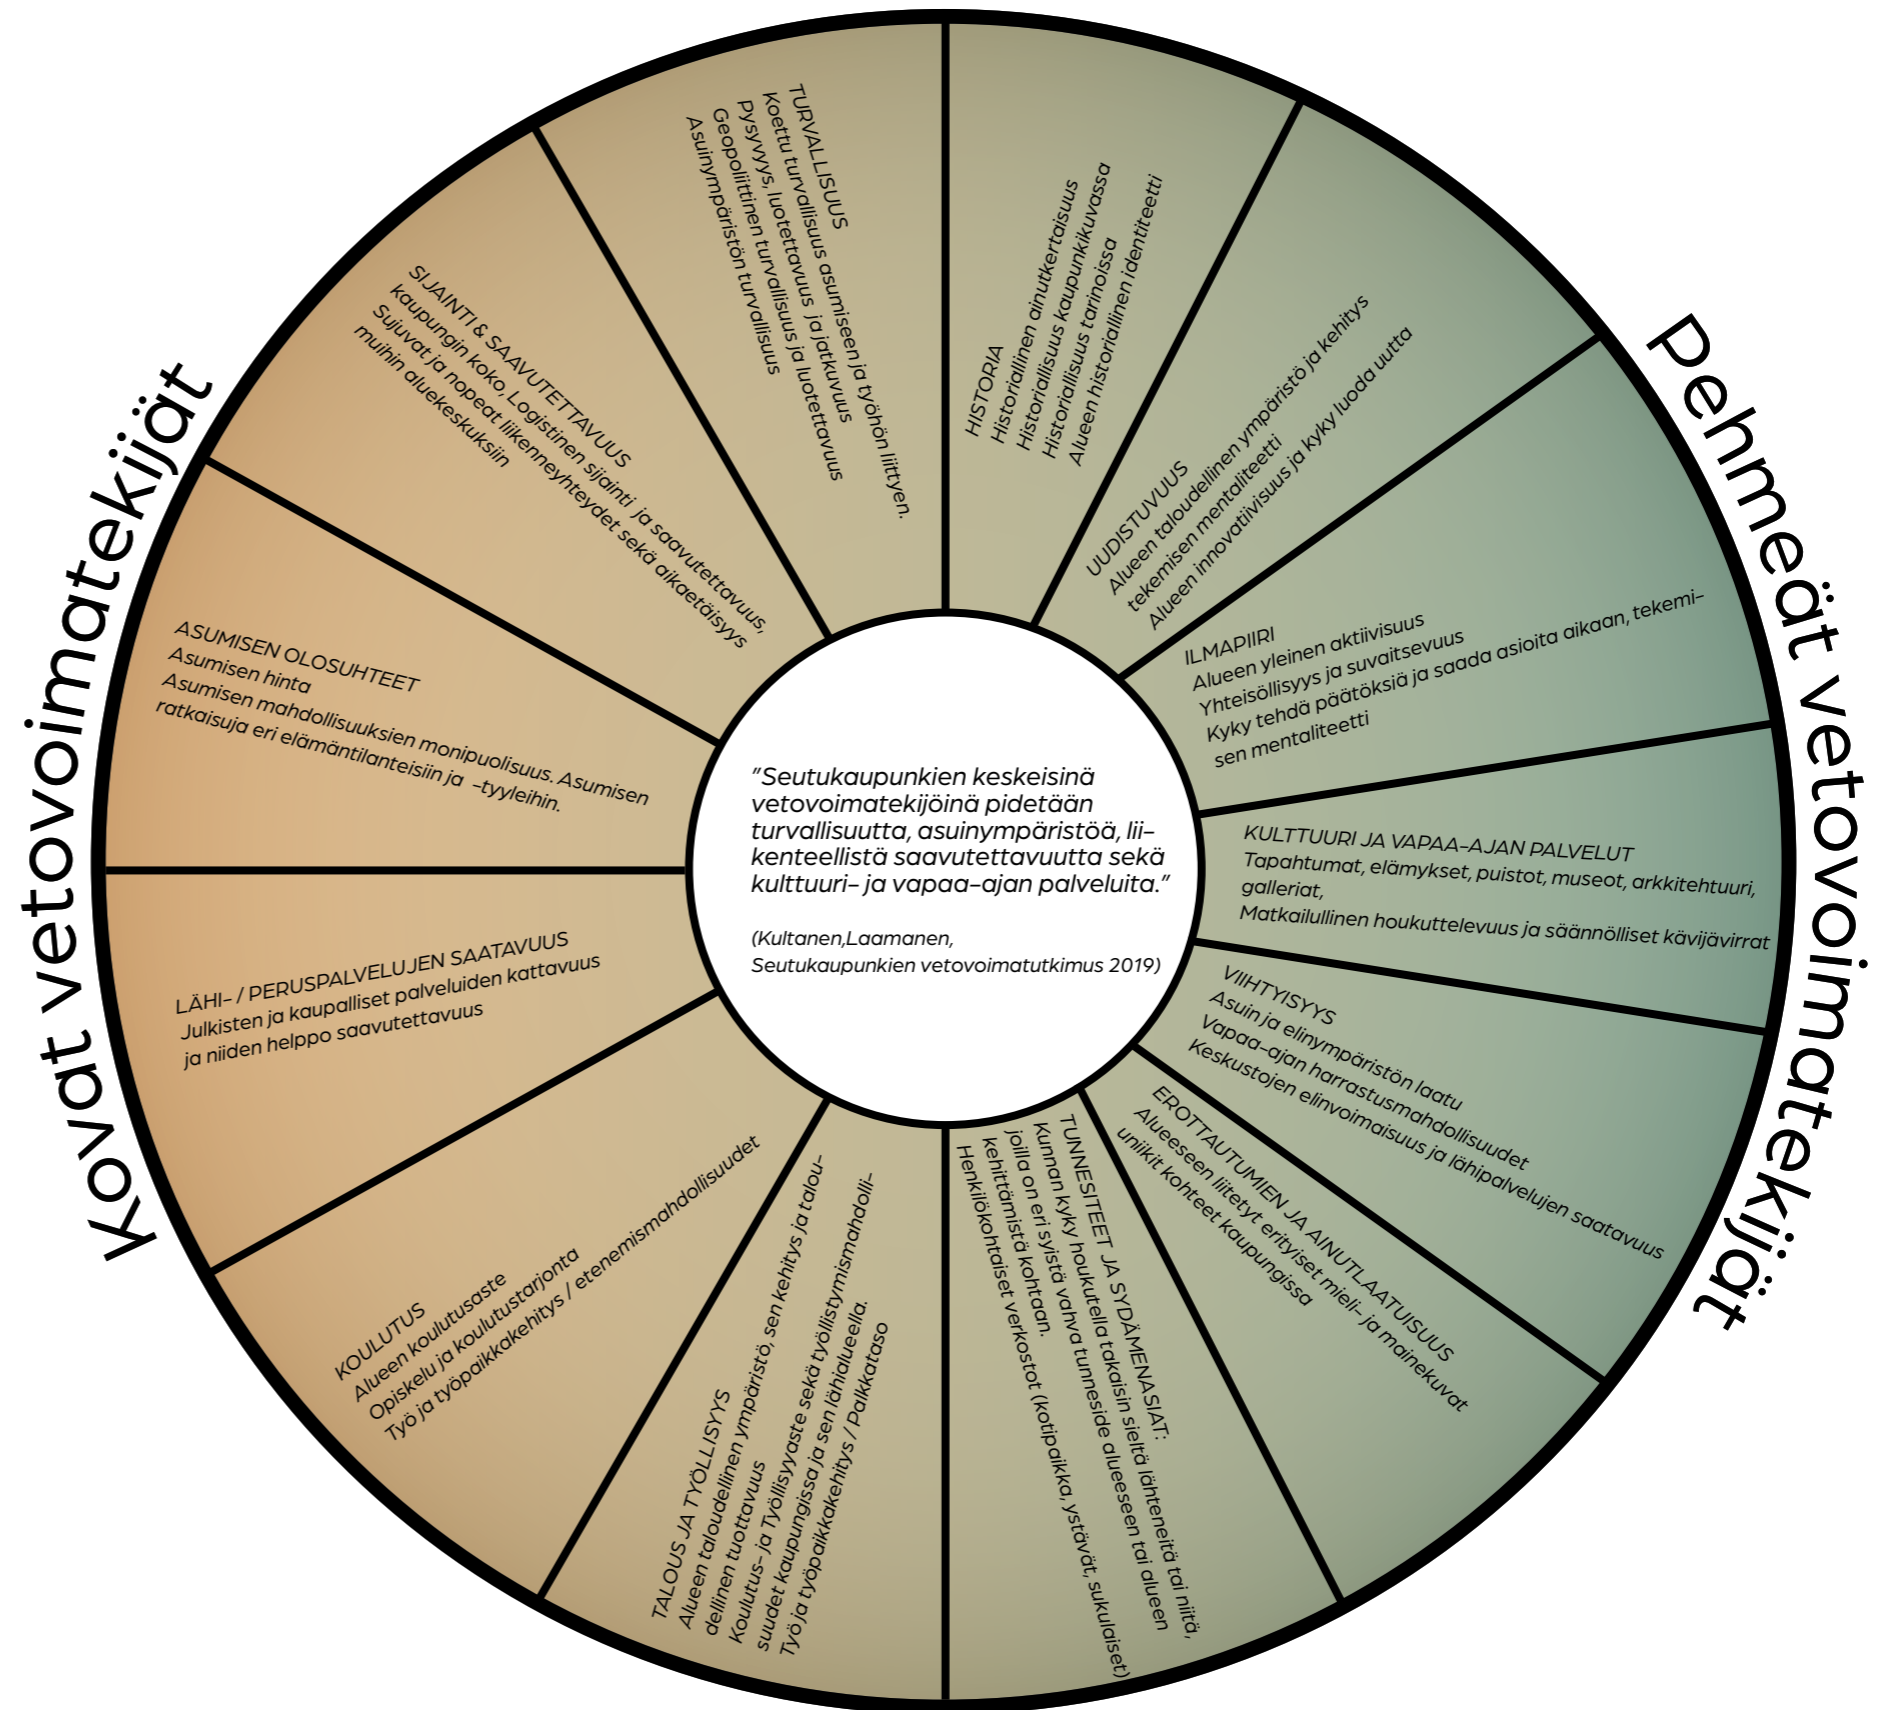 Kovat vetovoimatekijät
Pehmeät vetovoimatekijät
TURVALLISUUS
Koettu turvallisuus asumiseen ja työhön liittyen.
Pysyvyys, luotettavuus ja jatkuvuus
Geopoliittinen turvallisuus ja luotettavuus
Asuinympäristön turvallisuus
SIJAINTI & SAAVUTETTAVUUS
kaupungin koko, Logistinen sijainti ja saavutettavuus,
Sujuvat ja nopeat liikenneyhteydet sekä aikaetäisyys
muihin aluekeskuksiin
ASUMISEN OLOSUHTEET
Asumisen hinta
Asumisen mahdollisuuksien monipuolisuus. Asumisen
ratkaisuja eri elämäntilanteisiin ja -tyyleihin.
LÄHI- / PERUSPALVELUJEN SAATAVUUS
Julkisten ja kaupalliset palveluiden kattavuus
ja niiden helppo saavutettavuus
KOULUTUS
Alueen koulutusaste
Opiskelu ja koulutustarjonta
Työ ja työpaikkakehitys / etenemismahdollisuudet
TALOUS JA TYÖLLISYYS
Alueen taloudellinen ympäristö, sen kehitys ja talou-
dellinen tuottavuus
Koulutus- ja Työllisyyaste sekä työllistymismahdolli-
suudet kaupungissa ja sen lähialueella.
Työ ja työpaikkakehitys / Palkkataso
HISTORIA
Historiallinen ainutkertaisuus
Historiallisuus kaupunkikuvassa
Historiallisuus tarinoissa
Alueen historiallinen identiteetti
UUDISTUVUUS
Alueen taloudellinen ympäristö ja kehitys
tekemisen mentaliteetti
Alueen innovatiivisuus ja kyky luoda uutta
ILMAPIIRI
Alueen yleinen aktiivisuus
Yhteisöllisyys ja suvaitsevuus
Kyky tehdä päätöksiä ja saada asioita aikaan, tekemi-
sen mentaliteetti
KULTTUURI JA VAPAA-AJAN PALVELUT
Tapahtumat, elämykset, puistot, museot, arkkitehtuuri,
galleriat,
Matkailullinen houkuttelevuus ja säännölliset kävijävirrat
VIIHTYISYYS
Asuin ja elinympäristön laatu
Vapaa-ajan harrastusmahdollisuudet
Keskustojen elinvoimaisuus ja lähipalvelujen saatavuus
EROTTAUTUMIEN JA AINUTLAATUISUUS
Alueeseen liitetyt erityiset mieli- ja mainekuvat
uniikit kohteet kaupungissa
TUNNESITEET JA SYDÄMENASIAT:
Kunnan kyky houkutella takaisin sieltä lähteneitä tai niitä,
joilla on eri syistä vahva tunneside alueeseen tai alueen
kehittämistä kohtaan.
Henkilökohtaiset verkostot (kotipaikka, ystävät, sukulaiset)
"Seutukaupunkien keskeisinä
vetovoimatekijöinä pidetään
turvallisuutta, asuinympäristöä, lii-
kenteellistä saavutettavuutta sekä
kulttuuri- ja vapaa-ajan palveluita."
(Kultanen,Laamanen,
Seutukaupunkien vetovoimatutkimus 2019)